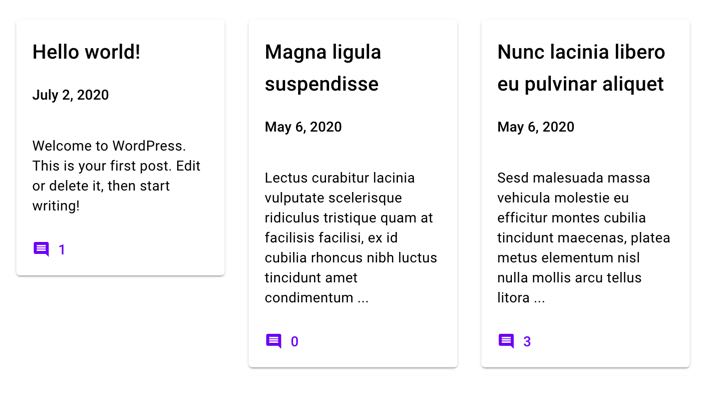 Hello world!
July 2, 2020
Welcome to WordPress.
This is your first post. Edit
or delete it, then start
writing!
1
Magna ligula
suspendisse
May 6, 2020
Lectus curabitur lacinia
vulputate scelerisque
ridiculus tristique quam at
facilisis facilisi, ex id
cubilia rhoncus nibh luctus
tincidunt amet
condimentum ...
0
Nunc lacinia libero
eu pulvinar aliquet
May 6, 2020
Sesd malesuada massa
vehicula molestie eu
efficitur montes cubilia
tincidunt maecenas, platea
metus elementum nisl
nulla mollis arcu tellus
litora ...
3